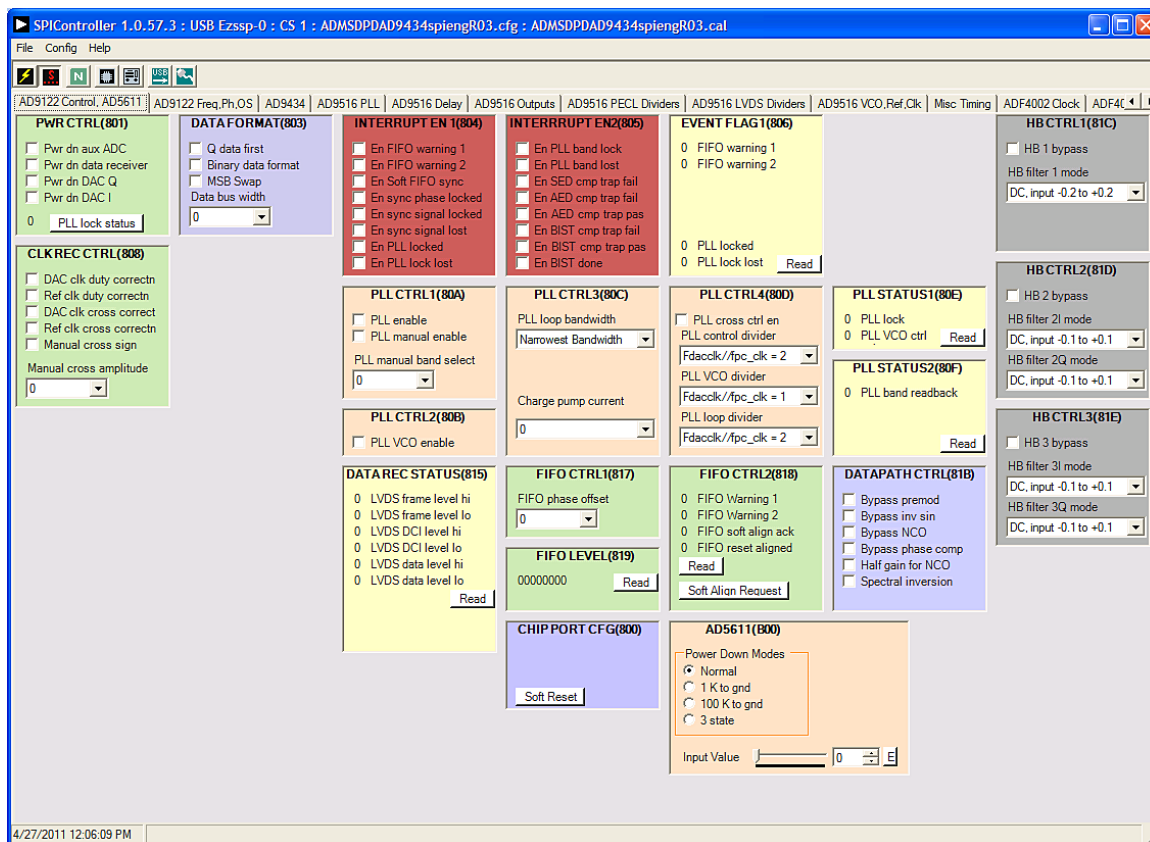 SPIController 1.0.57.3 : USB Ezssp-0 : CS 1 : ADMSDPDAD9434spiengR03.cfg : ADMSDPDAD9434spiengR03.cal
File Config Help
N USB
AD9122 Control, AD5611 AD9122 Freq,Ph,OS AD9434 AD9516 PLL AD9516 Delay AD9516 Outputs AD9516 PECL Dividers AD9516 LVDS Dividers AD9516 VCO,Ref,Clk Misc Timing ADF4002 Clock
PWR CTRL(801)
Pwr dn aux ADC
Pwr dn data receiver
Pwr dn DAC Q
Pwr dn DAC I
0 PLL lock status
DATA FORMAT(803)
Q data first
Binary data format
MSB Swap
Data bus width
0
INTERRUPT EN 1(804)
En FIFO warning 1
En FIFO warning 2
En Soft FIFO sync
En sync phase locked
En sync signal locked
En sync signal lost
En PLL locked
En PLL lock lost
INTERRRUPT EN2(805)
En PLL band lock
En PLL band lost
En SED cmp trap fail
En AED cmp trap fail
En AED cmp trap pas
En BIST cmp trap fail
En BIST cmp trap pas
En BIST done
EVENT FLAG1(806)
0 FIFO warning 1
0 FIFO warning 2
0 PLL locked
0 PLL lock lost Read
HB CTRL1(81C)
HB 1 bypass
HB filter 1 mode
DC, input -0.2 to +0.2
CLKREC CTRL(808)
DAC clk duty correctn
Ref clk duty correctn
DAC clk cross correct
Ref clk cross correctn
Manual cross sign
Manual cross amplitude
0
PLL CTRL1(80A)
PLL enable
PLL manual enable
PLL manual band select
0
PLL CTRL3(80C)
PLL loop bandwidth
Narrowest Bandwidth
Charge pump current
0
PLL CTRL4(80D)
PLL cross ctrl en
PLL control divider
Fdacclk//fpc_clk = 2
PLL VCO divider
Fdacclk//fpc_clk = 1
PLL loop divider
Fdacclk//fpc_clk = 2
PLL STATUS1(80E)
0 PLL lock
0 PLL VCO ctrl Read
PLL STATUS2(80F)
0 PLL band readback
Read
HB CTRL2(81D)
HB 2 bypass
HB filter 2I mode
DC, input -0.1 to +0.1
HB filter 2Q mode
DC, input -0.1 to +0.1
PLL CTRL2(80B)
PLL VCO enable
HB CTRL3(81E)
HB 3 bypass
HB filter 3I mode
DC, input -0.1 to +0.1
HB filter 3Q mode
DC, input -0.1 to +0.1
DATA REC STATUS(815)
0 LVDS frame level hi
0 LVDS frame level lo
0 LVDS DCI level hi
0 LVDS DCI level lo
0 LVDS data level hi
0 LVDS data level lo
Read
FIFO CTRL1(817)
FIFO phase offset
0
FIFO LEVEL(819)
00000000 Read
FIFO CTRL2(818)
0 FIFO Warning 1
0 FIFO Warning 2
0 FIFO soft align ack
0 FIFO reset aligned
Read
Soft Align Request
DATAPATH CTRL(81B)
Bypass premod
Bypass inv sin
Bypass NCO
Bypass phase comp
Half gain for NCO
Spectral inversion
CHIP PORT CFG(800)
Soft Reset
AD5611(B00)
Power Down Modes
Normal
1 K to gnd
100 K to gnd
3 state
Input Value 0 E
4/27/2011 12:06:09 PM